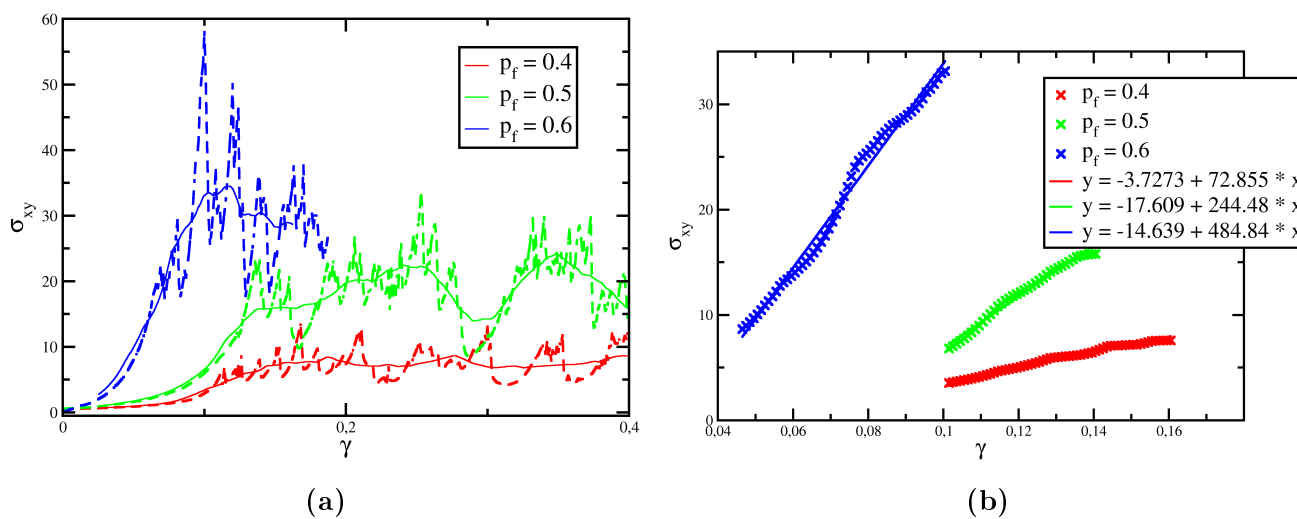 60
50
40
30
20
10
0
σxy
0
0,2
0,4
γ
pf = 0.4
pf = 0.5
pf = 0.6
(a)
30
20
10
0
σxy
0,04
0,06
0,08
0,1
0,12
0,14
0,16
γ
pf = 0.4
pf = 0.5
pf = 0.6
y = -3.7273 + 72.855 * x
y = -17.609 + 244.48 * x
y = -14.639 + 484.84 * x
(b)